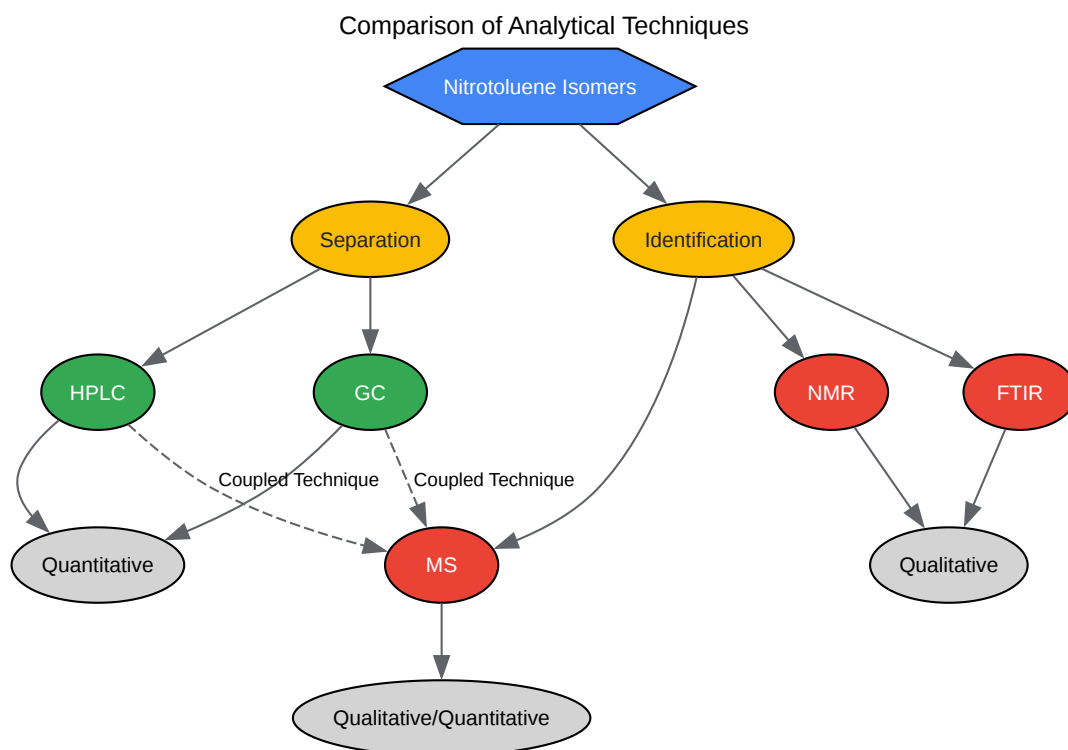 Comparison of Analytical Techniques
Nitrotoluene Isomers
Separation
Identification
HPLC
GC
NMR
FTIR
Coupled Technique
Coupled Technique
Quantitative
MS
Qualitative
Qualitative/Quantitative